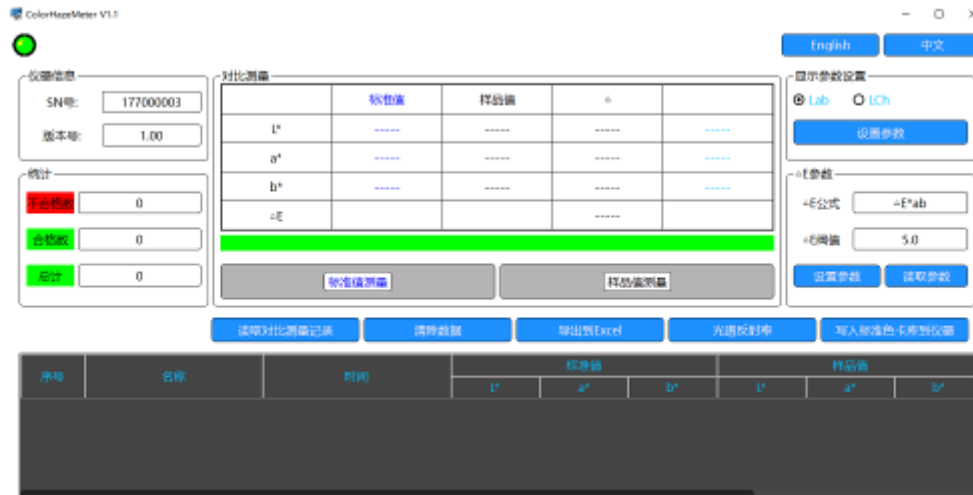 ColorHazeMeter V1.1
English 中文
仪器信息
SN号: 177000003
版本号: 1.00
统计
不合格数 0
合格数 0
总计 0
对比测量
标准值 样品值 △
L* ----- ----- ----- -----
a* ----- ----- ----- -----
b* ----- ----- ----- -----
△E -----
标准值测量 样品值测量
显示参数设置
Lab LCh
设置参数
△E参数
△E公式 △E*ab
△E阈值 5.0
设置参数 读取参数
读取对比测量记录 清除数据 导出到Excel 光谱反射率 写入标准色卡库到仪器
序号 名称 时间 标准值 样品值
L* a* b* L* a* b*